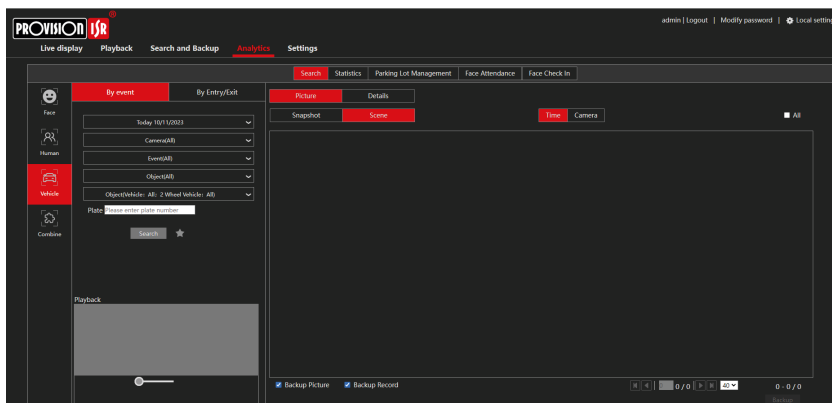 PROVISION ISR ®
admin | Logout | Modify password | Local setting
Live display Playback Search and Backup Analytics Settings
Search Statistics Parking Lot Management Face Attendance Face Check In
By event By Entry/Exit
Picture Details
Face
Snapshot Scene Time Camera All
Today 10/11/2023
Camera(All)
Human
Event(All)
Object(All)
Vehicle
Object(Vehicle: All; 2 Wheel Vehicle: All)
Plate Please enter plate number
Combine
Search
Playback
Backup Picture Backup Record 0 / 0 40 0 - 0 / 0
Backup